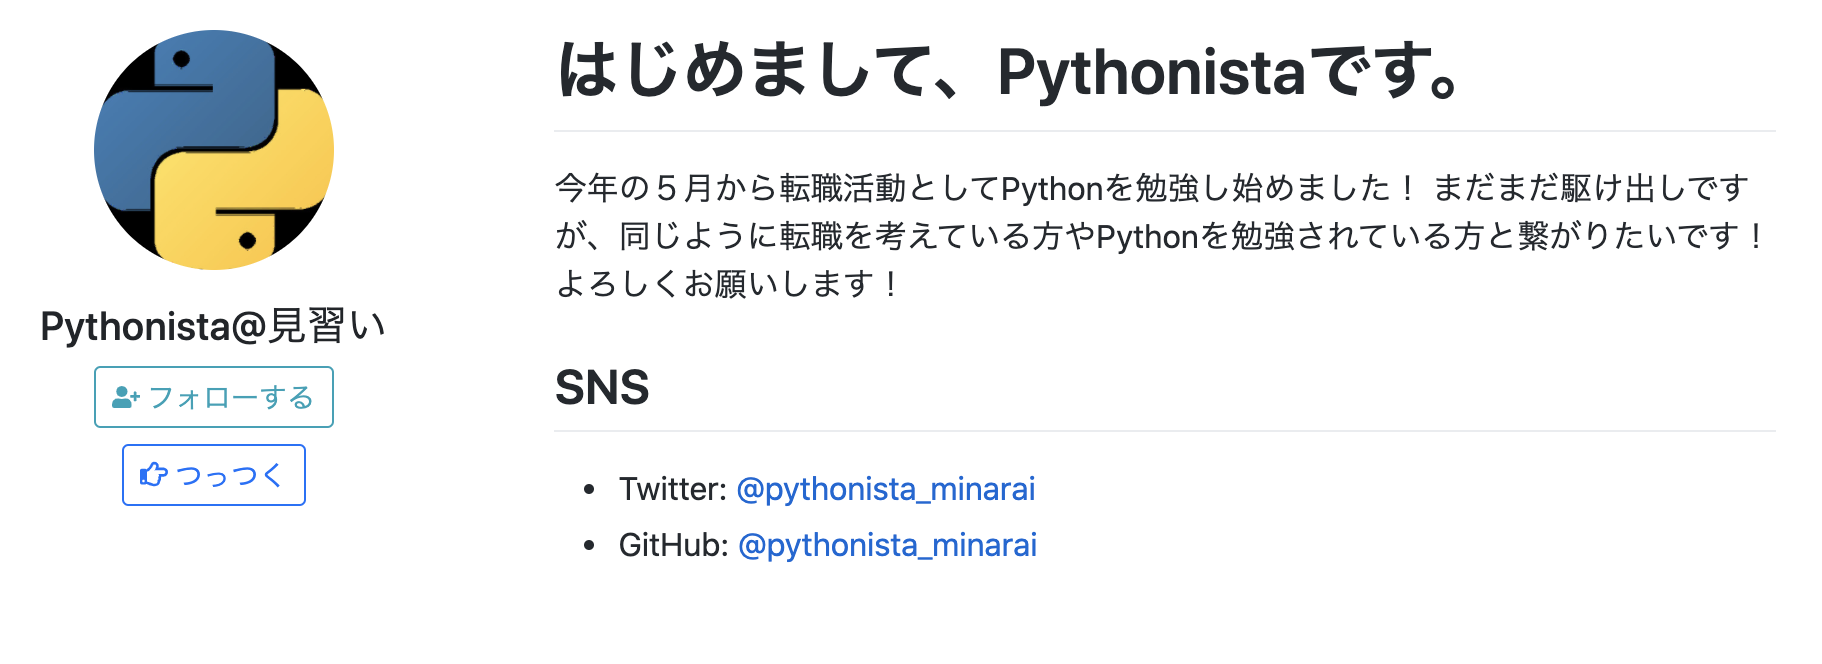 はじめまして、Pythonistaです。
今年の５月から転職活動としてPythonを勉強し始めました！ まだまだ駆け出しです
が、同じように転職を考えている方やPythonを勉強されている方と繋がりたいです！
よろしくお願いします！
Pythonista@見習い
フォローする
つっつく
SNS
Twitter: @pythonista_minarai
GitHub: @pythonista_minarai